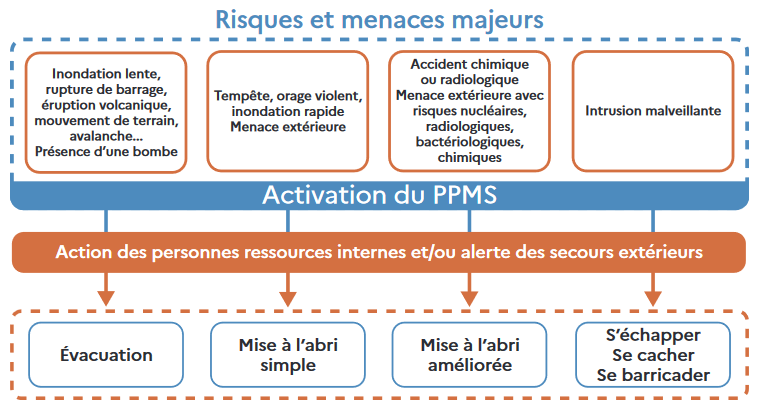 Risques et menaces majeurs
Inondation lente,
rupture de barrage,
éruption volcanique,
mouvement de terrain,
avalanche...
Présence d'une bombe
Tempête, orage violent,
inondation rapide
Menace extérieure
Accident chimique
ou radiologique
Menace extérieure avec
risques nucléaires,
radiologiques,
bactériologiques,
chimiques
Intrusion malveillante
Activation du PPMS
Action des personnes ressources internes et/ou alerte des secours extérieurs
Évacuation
Mise à l'abri
simple
Mise à l'abri
améliorée
S'échapper
Se cacher
Se barricader